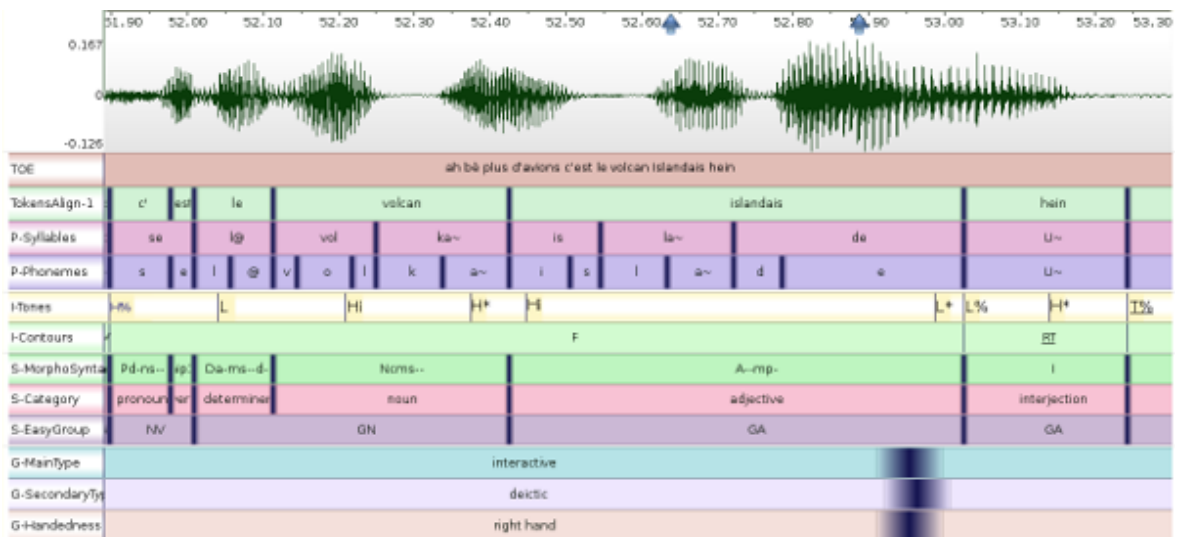 51.90 52.00 52.10 52.20 52.30 52.40 52.50 52.60 52.70 52.80 52.90 53.00 53.10 53.20 53.30
0.167
0
-0.126
TOE ah bè plus d'avions c'est le volcan islandais hein
TokensAlign-1 c' est le volcan islandais hein
P-Syllables se l@ vol ka~ is la~ de U~
P-Phonemes s e l @ v o l k a~ i s l a~ d e U~
I-Tones H% L Hi H* Hi L* L% H* T%
I-Contours F RT
S-MorphoSynta Pd-ns-- ip3 Da-ms--d- Ncms-- A--mp- I
S-Category pronoun ver determiner noun adjective interjection
S-EasyGroup NV GN GA GA
G-MainType interactive
G-SecondaryTyp deictic
G-Handedness right hand